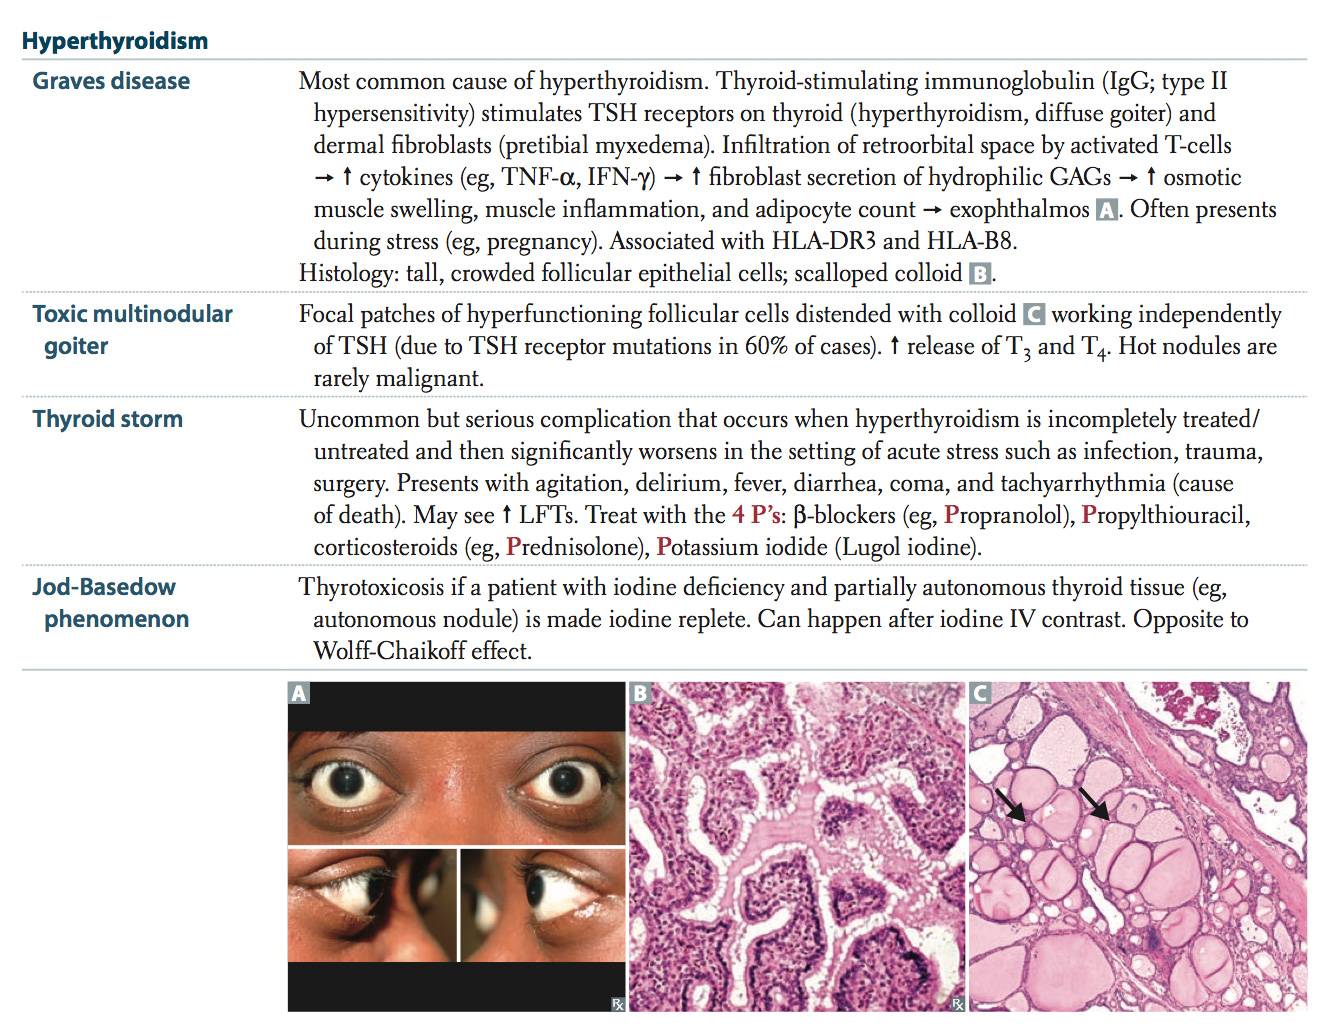 Hyperthyroidism
Graves disease
Most common cause of hyperthyroidism. Thyroid-stimulating immunoglobulin (IgG; type II
hypersensitivity) stimulates TSH receptors on thyroid (hyperthyroidism, diffuse goiter) and
dermal fibroblasts (pretibial myxedema). Infiltration of retroorbital space by activated T-cells
→ ↑ cytokines (eg, TNF-α, IFN-γ) → ↑ fibroblast secretion of hydrophilic GAGs → ↑ osmotic
muscle swelling, muscle inflammation, and adipocyte count → exophthalmos A. Often presents
during stress (eg, pregnancy). Associated with HLA-DR3 and HLA-B8.
Histology: tall, crowded follicular epithelial cells; scalloped colloid B.
Toxic multinodular
goiter
Focal patches of hyperfunctioning follicular cells distended with colloid C working independently
of TSH (due to TSH receptor mutations in 60% of cases). ↑ release of T3 and T4. Hot nodules are
rarely malignant.
Thyroid storm
Uncommon but serious complication that occurs when hyperthyroidism is incompletely treated/
untreated and then significantly worsens in the setting of acute stress such as infection, trauma,
surgery. Presents with agitation, delirium, fever, diarrhea, coma, and tachyarrhythmia (cause
of death). May see ↑ LFTs. Treat with the 4 P's: β-blockers (eg, Propranolol), Propylthiouracil,
corticosteroids (eg, Prednisolone), Potassium iodide (Lugol iodine).
Jod-Basedow
phenomenon
Thyrotoxicosis if a patient with iodine deficiency and partially autonomous thyroid tissue (eg,
autonomous nodule) is made iodine replete. Can happen after iodine IV contrast. Opposite to
Wolff-Chaikoff effect.
A
B
C
℞
℞